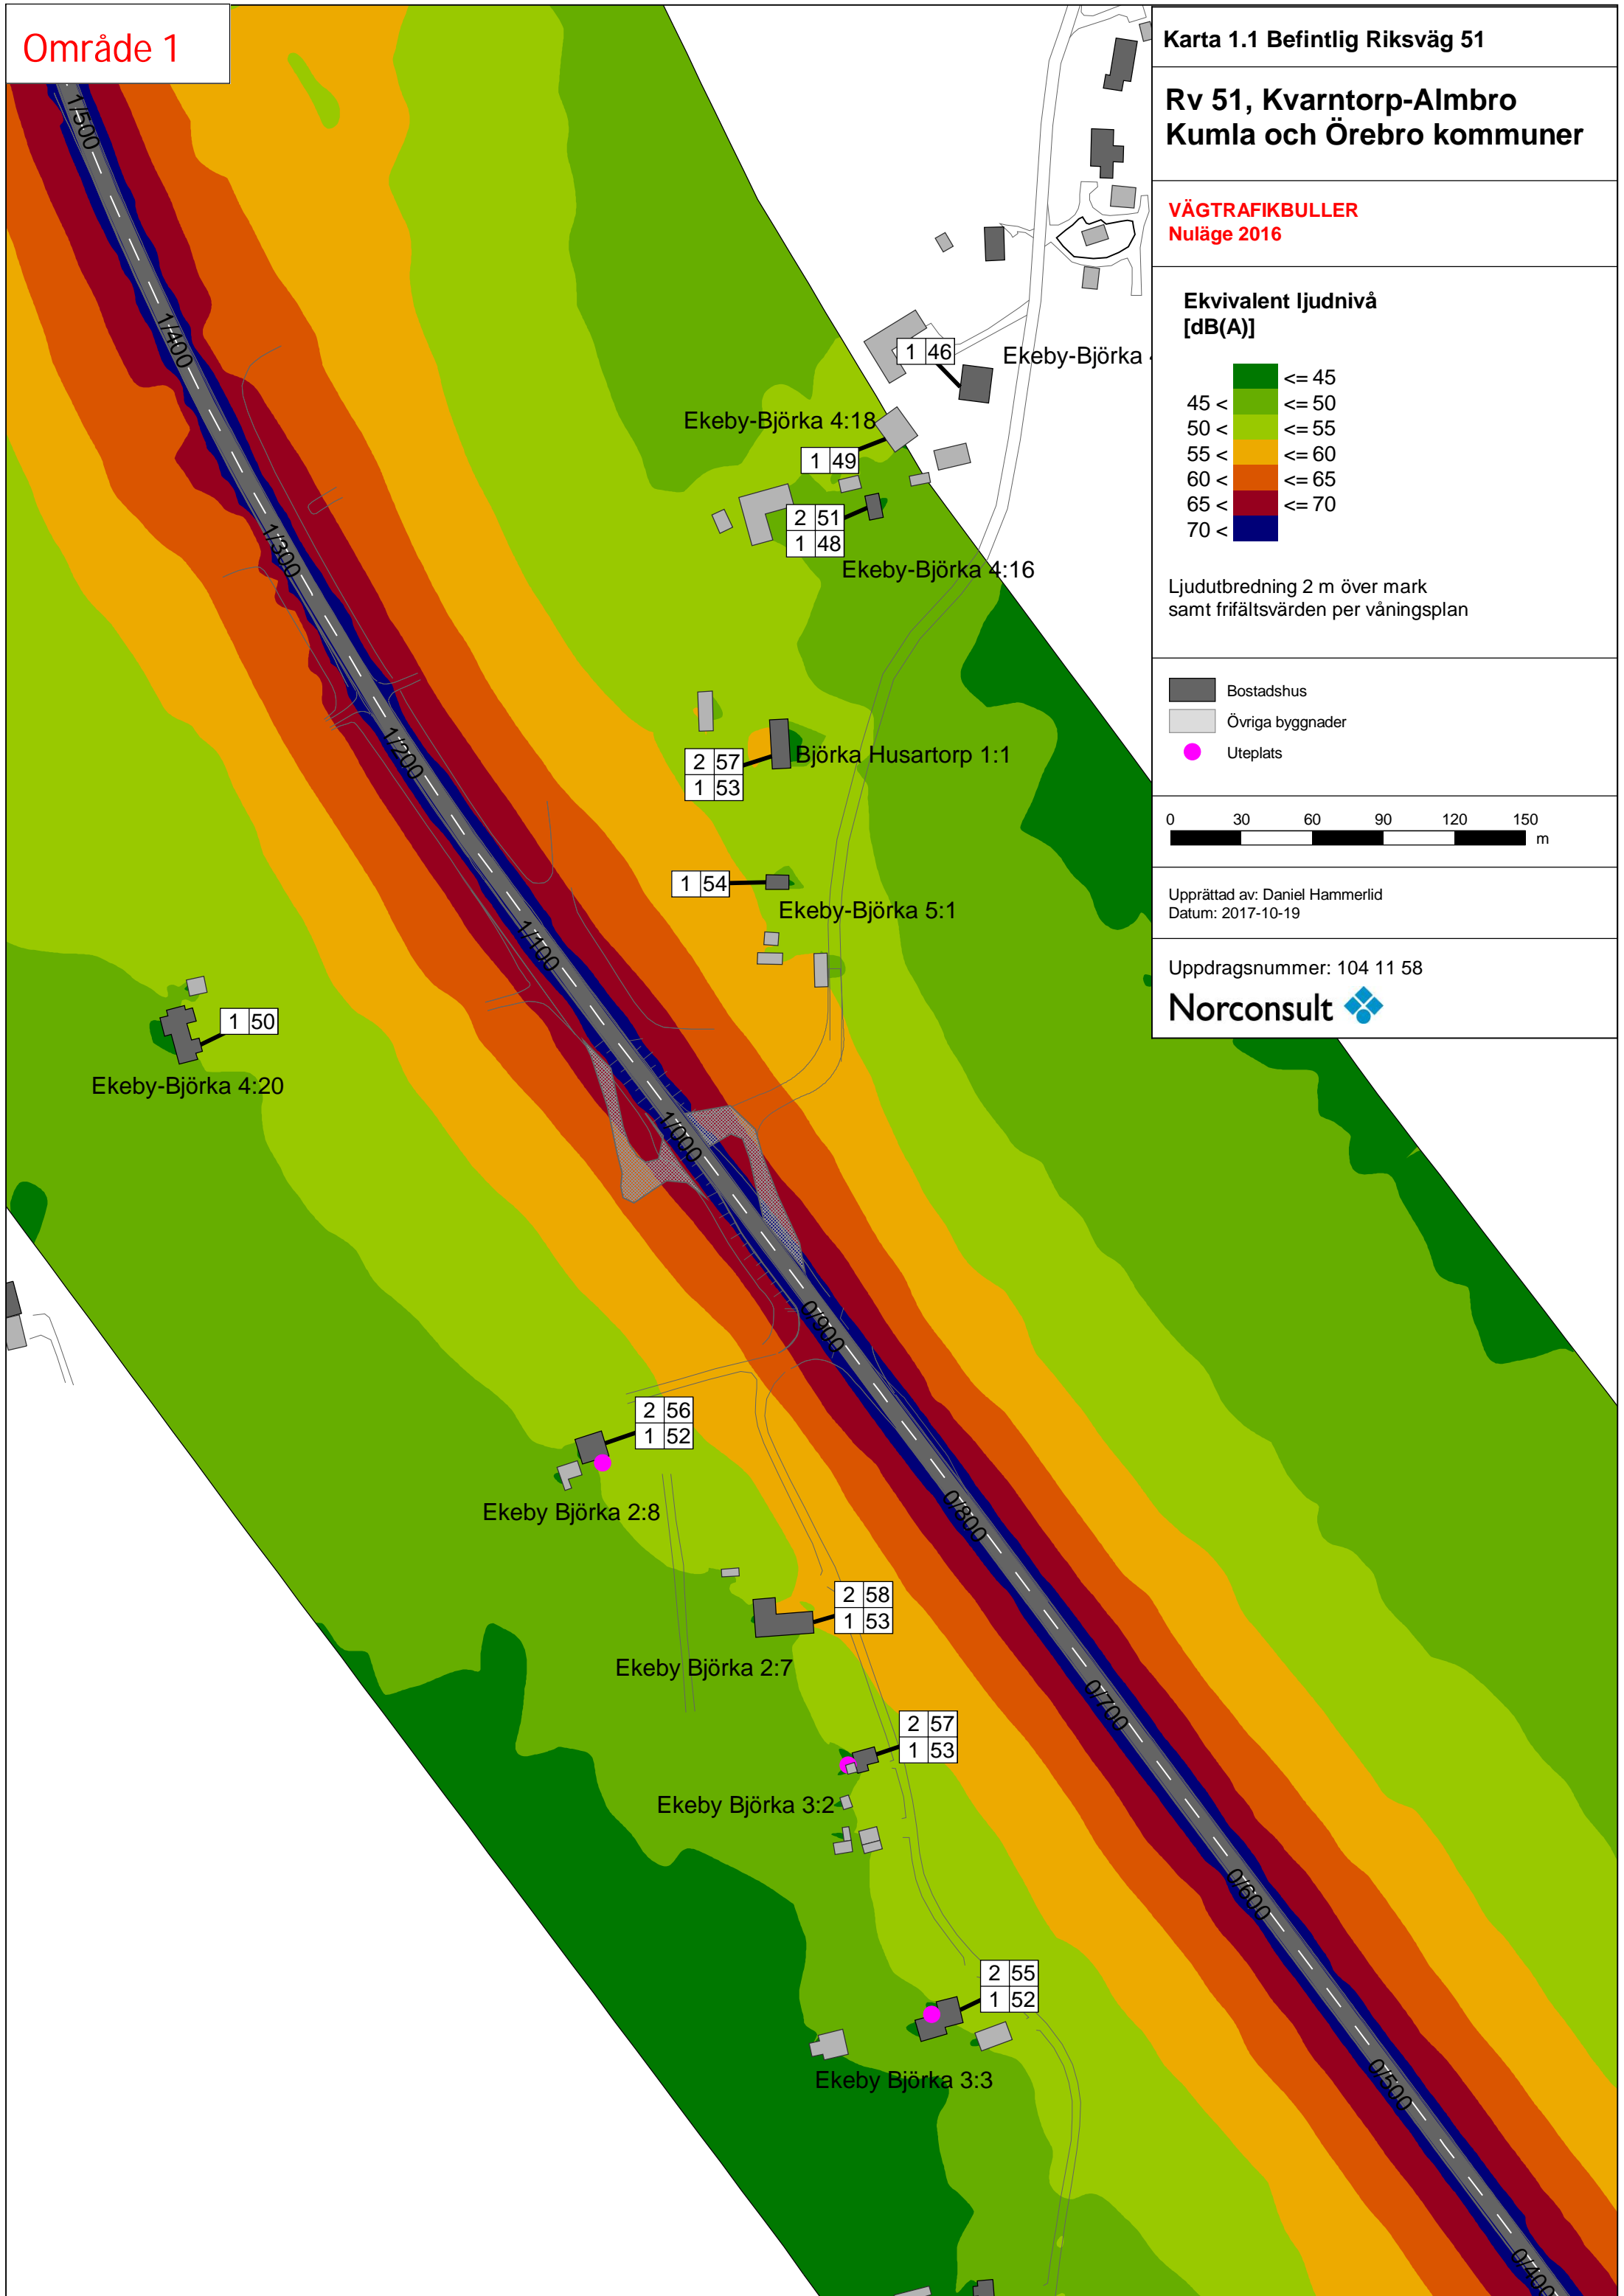 Område 1
Karta 1.1 Befintlig Riksväg 51
Rv 51, Kvarntorp-Almbro
Kumla och Örebro kommuner
VÄGTRAFIKBULLER
Nuläge 2016
Ekvivalent ljudnivå
[dB(A)]
<= 45
45 < <= 50
50 < <= 55
55 < <= 60
60 < <= 65
65 < <= 70
70 <
Ljudutbredning 2 m över mark
samt frifältsvärden per våningsplan
Bostadshus
Övriga byggnader
Uteplats
0 30 60 90 120 150
m
Upprättad av: Daniel Hammerlid
Datum: 2017-10-19
Uppdragsnummer: 104 11 58
Norconsult
1/500
1/400
1/300
1/200
1/100
1/000
0/900
0/800
0/700
0/600
0/500
0/400
1 46
Ekeby-Björka
Ekeby-Björka 4:18
1 49
2 51
1 48
Ekeby-Björka 4:16
Björka Husartorp 1:1
2 57
1 53
1 54
Ekeby-Björka 5:1
1 50
Ekeby-Björka 4:20
2 56
1 52
Ekeby Björka 2:8
2 58
1 53
Ekeby Björka 2:7
2 57
1 53
Ekeby Björka 3:2
2 55
1 52
Ekeby Björka 3:3